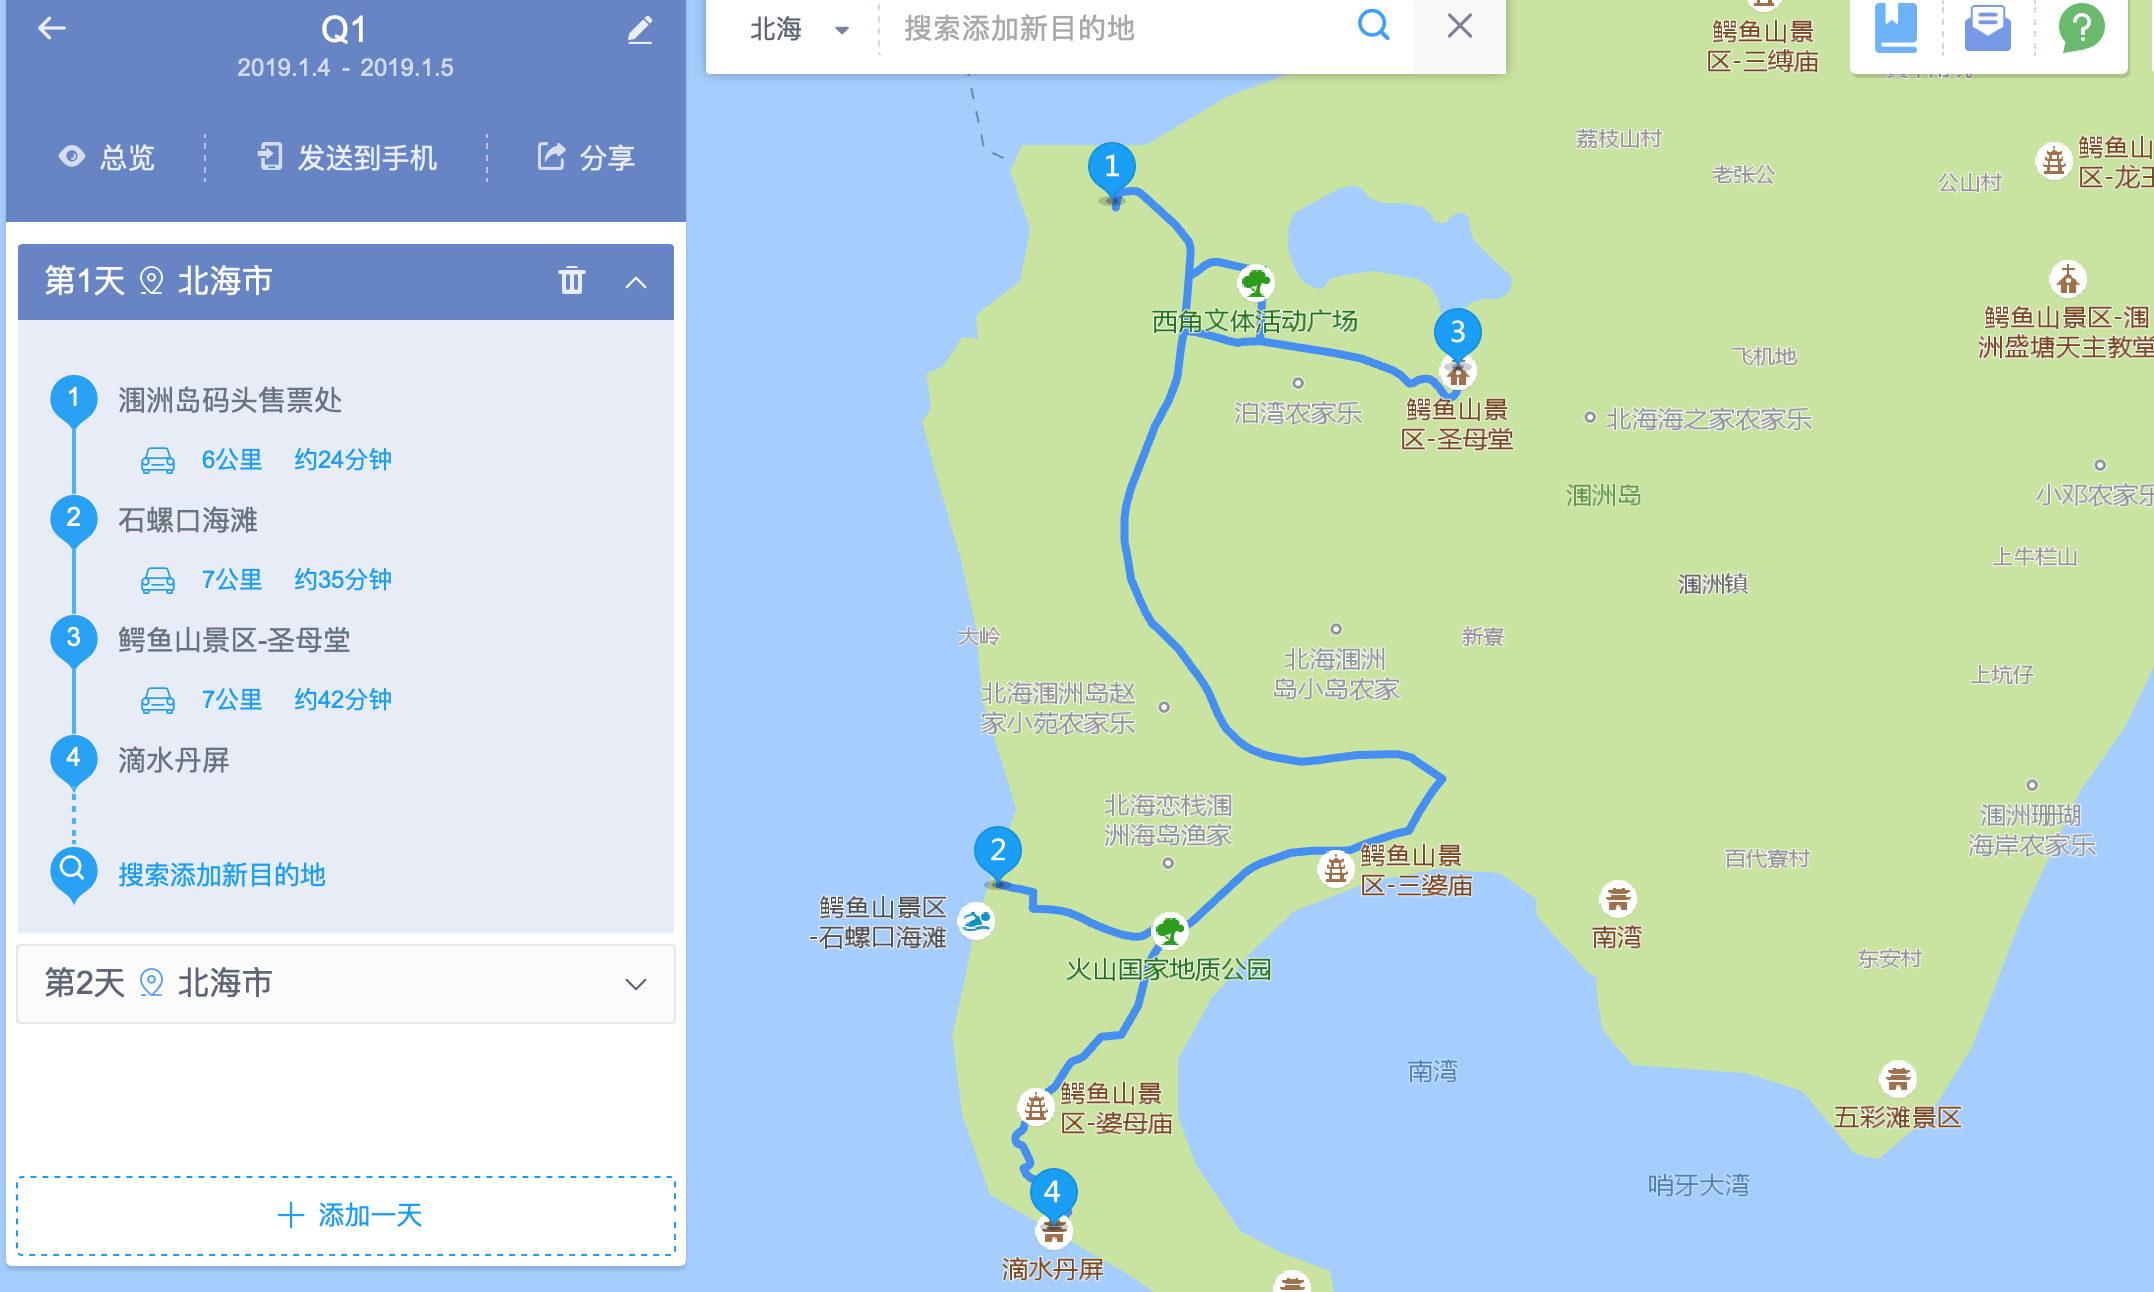 Q1
2019.1.4 - 2019.1.5
总览
发送到手机
分享
第1天 北海市
1 涠洲岛码头售票处
6公里 约24分钟
2 石螺口海滩
7公里 约35分钟
3 鳄鱼山景区-圣母堂
7公里 约42分钟
4 滴水丹屏
搜索添加新目的地
第2天 北海市
添加一天
北海
搜索添加新目的地
鳄鱼山景
区-三缚庙
荔枝山村
老张公
公山村
鳄鱼山
区-龙王
1
西角文体活动广场
3
鳄鱼山景
区-圣母堂
泊湾农家乐
飞机地
鳄鱼山景区-涠
洲盛塘天主教堂
北海海之家农家乐
涠洲岛
小邓农家乐
上牛栏山
涠洲镇
大岭
北海涠洲
岛小岛农家
新寮
上坑仔
北海涠洲岛赵
家小苑农家乐
北海恋栈涠
洲海岛渔家
涠洲珊瑚
海岸农家乐
2
鳄鱼山景
区-三婆庙
百代寮村
鳄鱼山景区
-石螺口海滩
南湾
火山国家地质公园
东安村
南湾
鳄鱼山景
区-婆母庙
五彩滩景区
哨牙大湾
4
滴水丹屏